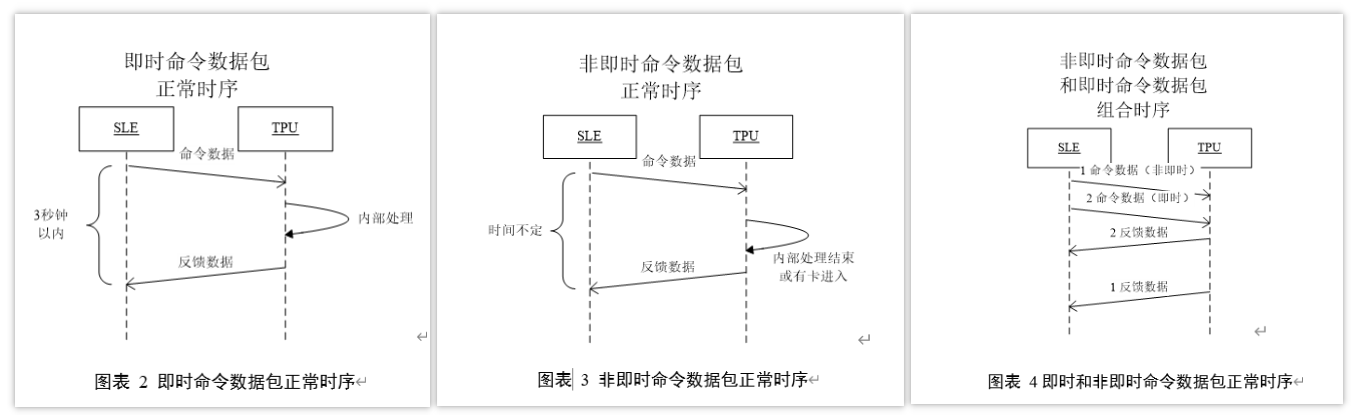 即时命令数据包
正常时序
SLE
TPU
命令数据
3秒钟
以内
内部处理
反馈数据
图表 2 即时命令数据包正常时序
非即时命令数据包
正常时序
SLE
TPU
命令数据
时间不定
内部处理结束
或有卡进入
反馈数据
图表 3 非即时命令数据包正常时序
非即时命令数据包
和即时命令数据包
组合时序
SLE
TPU
1 命令数据（非即时）
2 命令数据（即时）
2 反馈数据
1 反馈数据
图表 4即时和非即时命令数据包正常时序